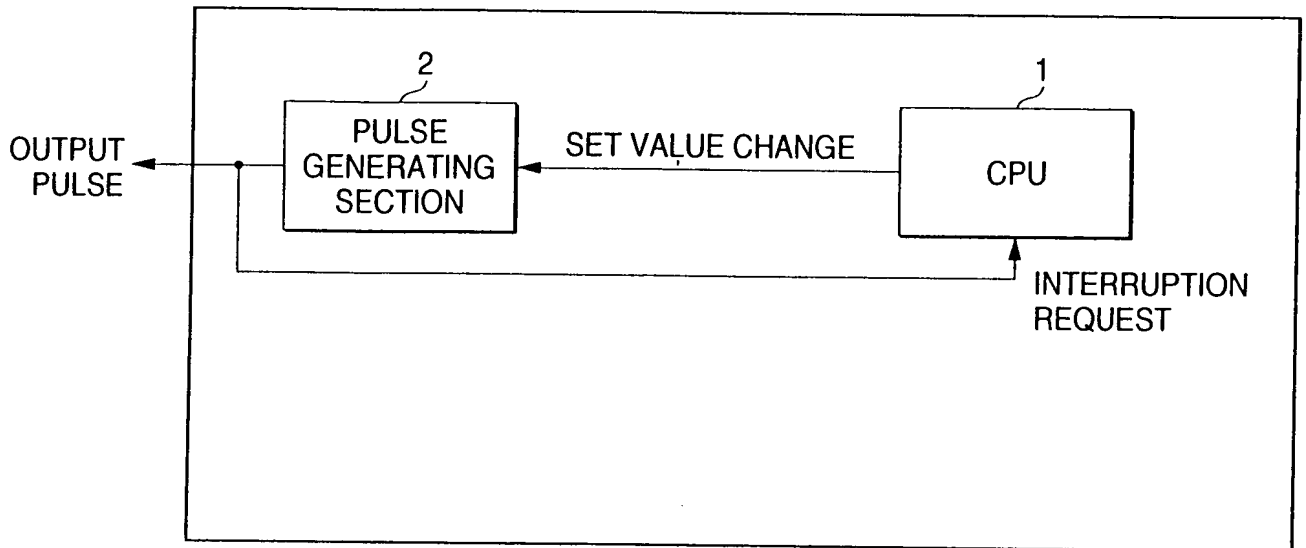 2
1
OUTPUT
PULSE
PULSE
GENERATING
SECTION
SET VALUE CHANGE
CPU
INTERRUPTION
REQUEST